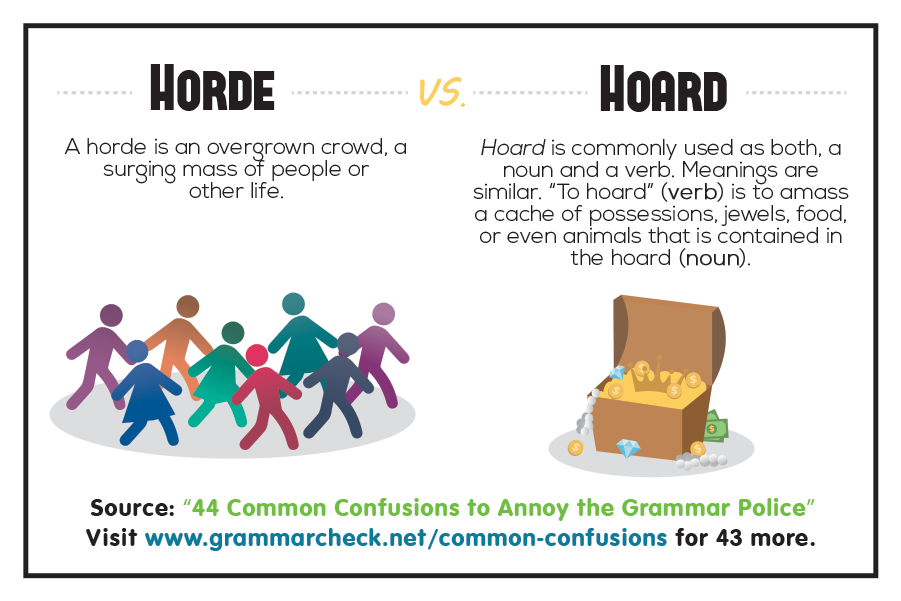 HORDE VS. HOARD
A horde is an overgrown crowd, a
surging mass of people or
other life.
Hoard is commonly used as both, a
noun and a verb. Meanings are
similar. “To hoard” (verb) is to amass
a cache of possessions, jewels, food,
or even animals that is contained in
the hoard (noun).
Source: “44 Common Confusions to Annoy the Grammar Police”
Visit www.grammarcheck.net/common-confusions for 43 more.